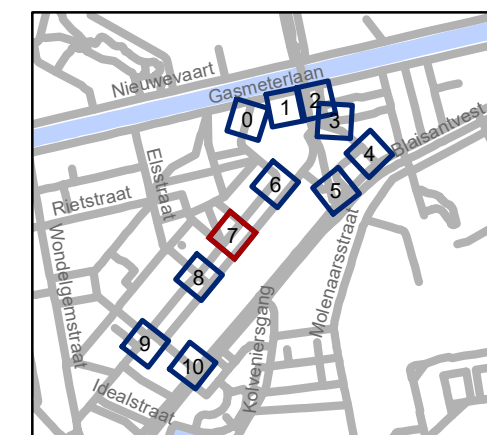 Nieuwevaart
Gasmeterlaan
0
1
2
3
4
Blaisantvest
Elsstraat
5
6
Rietstraat
7
Wondelgemstraat
8
Molenaarsstraat
Kolveniersgang
9
10
Idealstraat